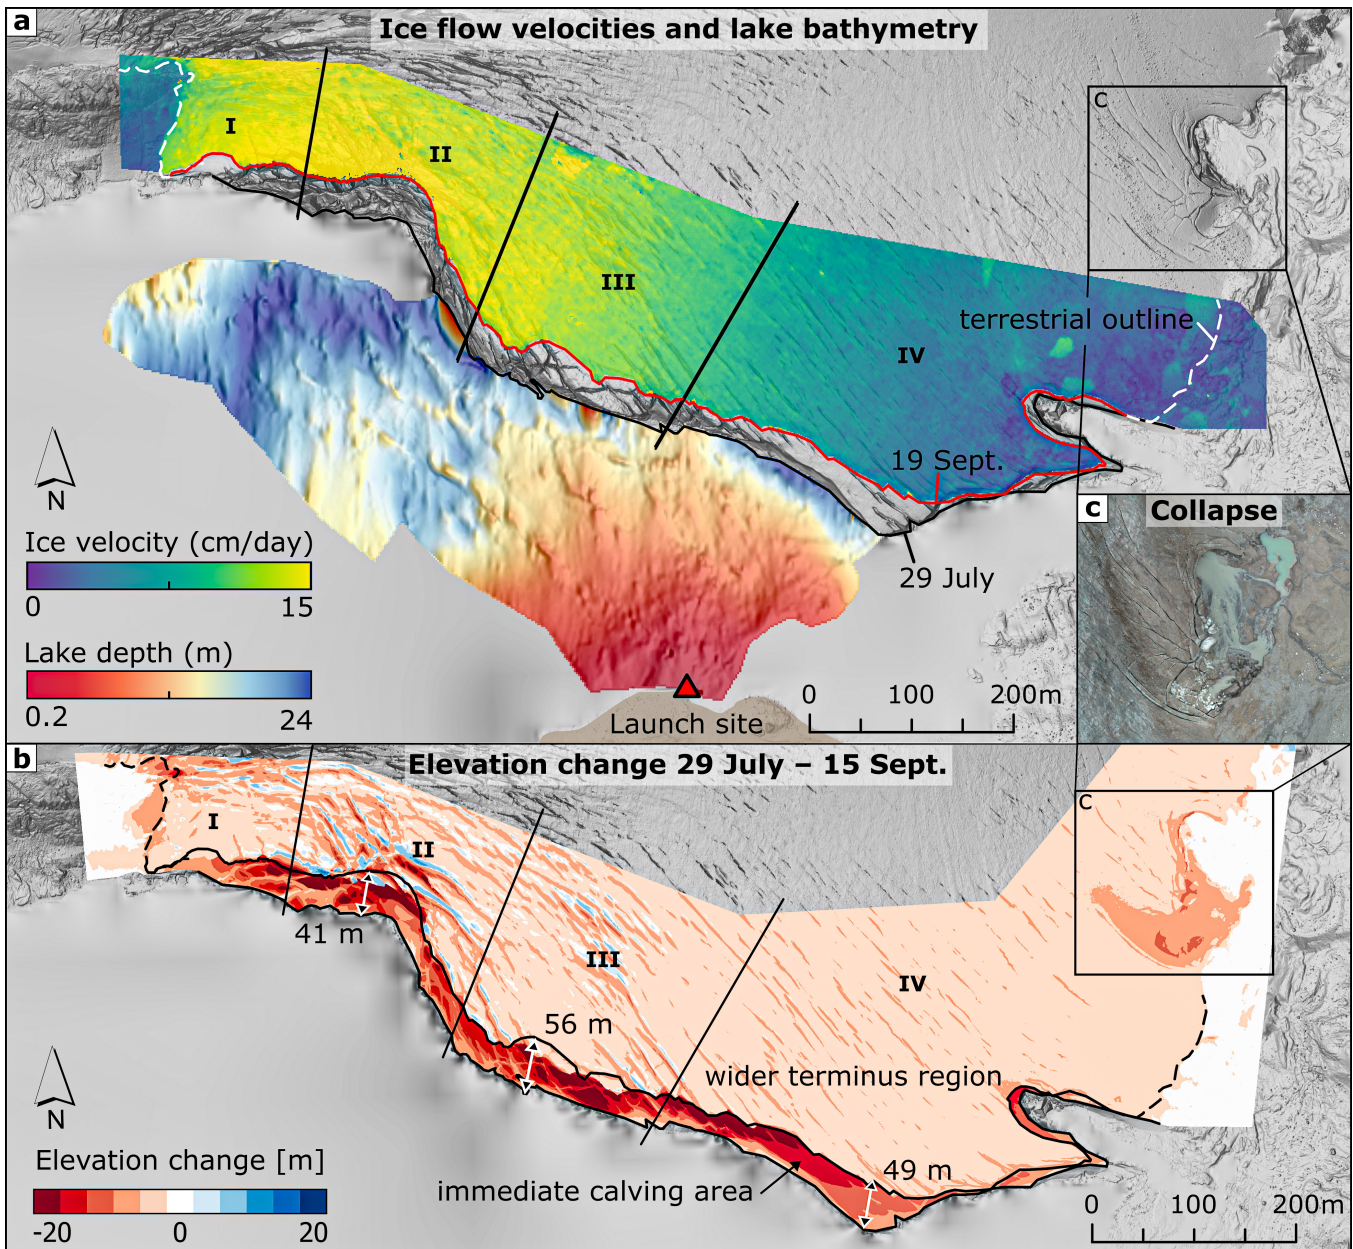 a
Ice flow velocities and lake bathymetry
C
I
II
III
terrestrial outline
IV
19 Sept.
N
c
Collapse
Ice velocity (cm/day)
0 15
29 July
Lake depth (m)
0.2 24
0 100 200m
Launch site
b
Elevation change 29 July – 15 Sept.
C
I
II
41 m
III
IV
56 m
wider terminus region
N
Elevation change [m]
49 m
immediate calving area
-20 0 20
0 100 200m